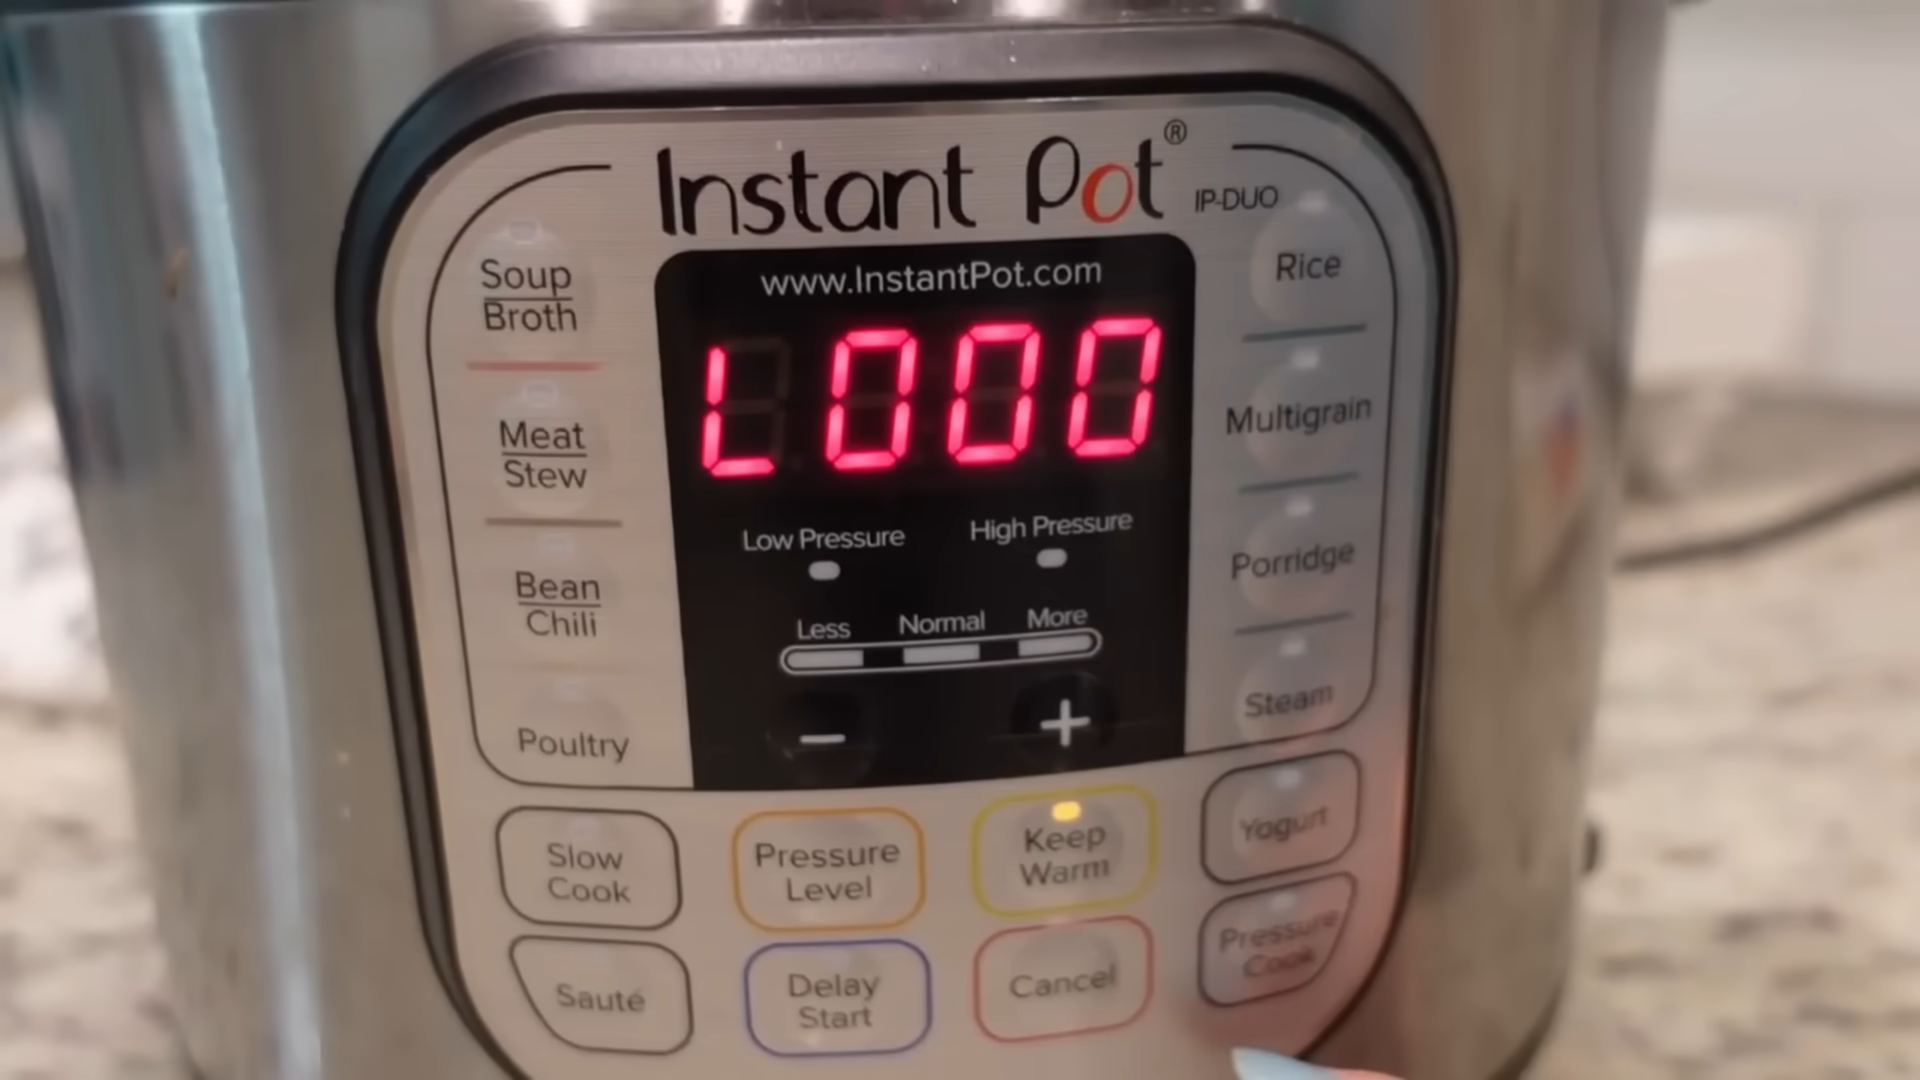 Instant Pot®
IP-DUO
www.InstantPot.com
L000
Low Pressure
High Pressure
Less
Normal
More
−
+
Soup
Broth
Meat
Stew
Bean
Chili
Poultry
Rice
Multigrain
Porridge
Steam
Slow
Cook
Pressure
Level
Keep
Warm
Yogurt
Sauté
Delay
Start
Cancel
Pressure
Cook